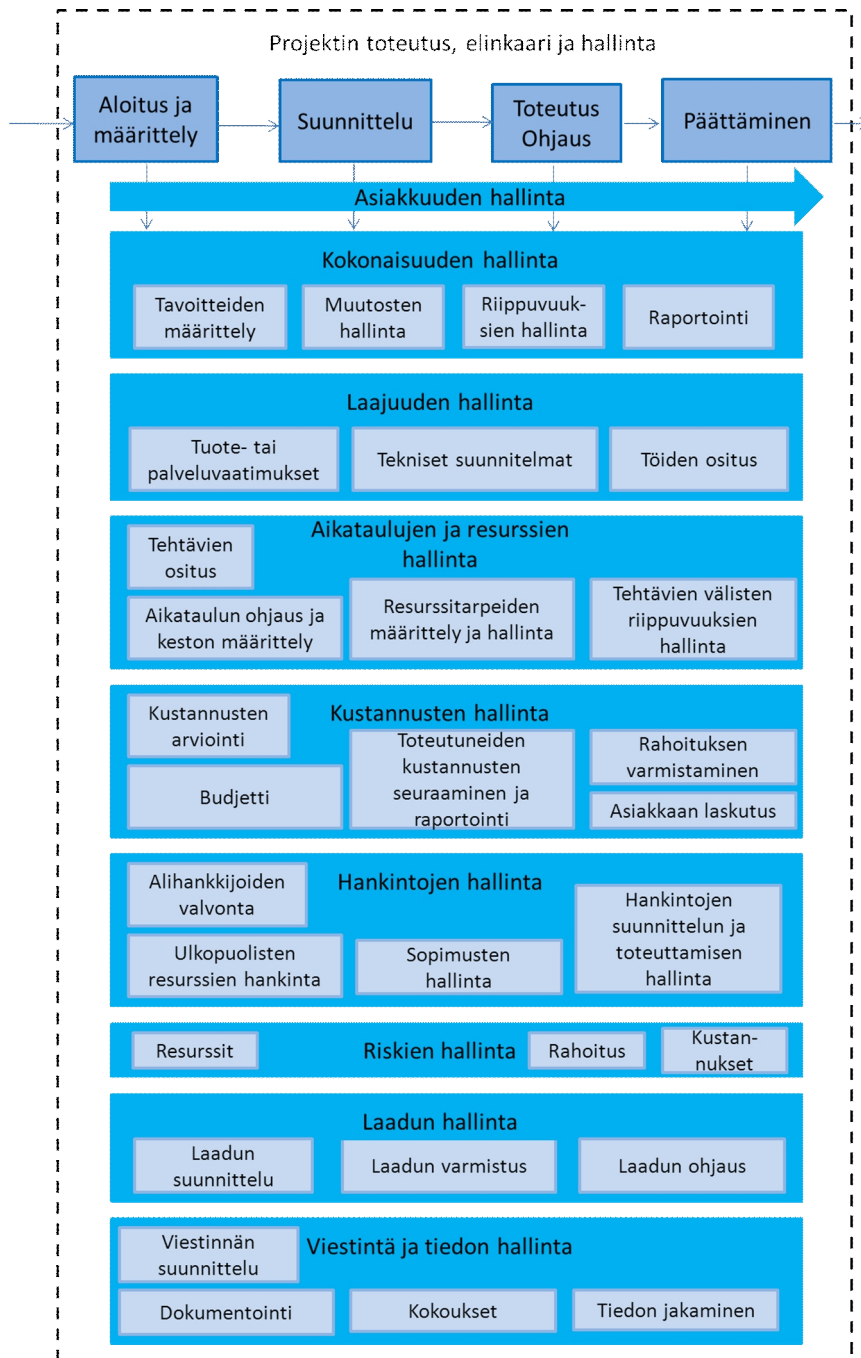 Projektin toteutus, elinkaari ja hallinta
Aloitus ja
määrittely
Suunnittelu
Toteutus
Ohjaus
Päättäminen
Asiakkuuden hallinta
Kokonaisuuden hallinta
Tavoitteiden
määrittely
Muutosten
hallinta
Riippuvuuk-
sien hallinta
Raportointi
Laajuuden hallinta
Tuote- tai
palveluvaatimukset
Tekniset suunnitelmat
Töiden ositus
Aikataulujen ja resurssien
hallinta
Tehtävien
ositus
Aikataulun ohjaus ja
keston määrittely
Resurssitarpeiden
määrittely ja hallinta
Tehtävien välisten
riippuvuuksien
hallinta
Kustannusten hallinta
Kustannusten
arviointi
Budjetti
Toteutuneiden
kustannusten
seuraaminen ja
raportointi
Rahoituksen
varmistaminen
Asiakkaan laskutus
Hankintojen hallinta
Alihankkijoiden
valvonta
Ulkopuolisten
resurssien hankinta
Sopimusten
hallinta
Hankintojen
suunnittelun ja
toteuttamisen
hallinta
Resurssit
Riskien hallinta
Rahoitus
Kustan-
nukset
Laadun hallinta
Laadun
suunnittelu
Laadun varmistus
Laadun ohjaus
Viestintä ja tiedon hallinta
Viestinnän
suunnittelu
Dokumentointi
Kokoukset
Tiedon jakaminen